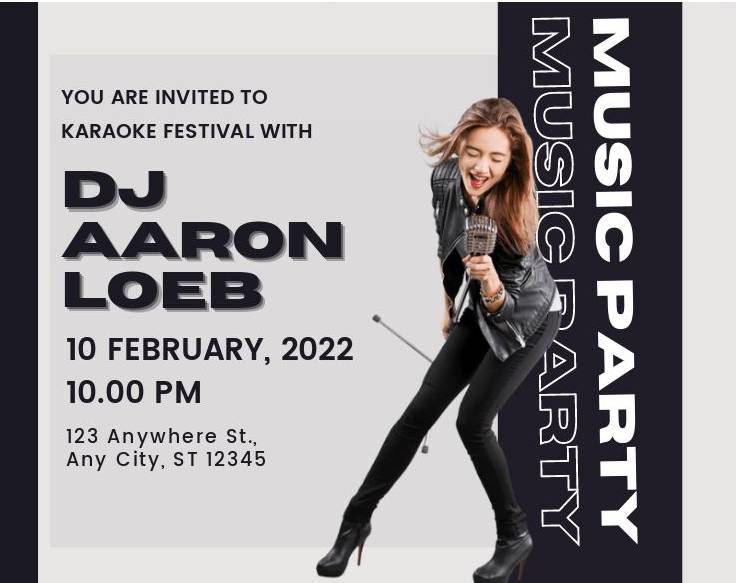 YOU ARE INVITED TO
KARAOKE FESTIVAL WITH
DJ
AARON
LOEB
10 FEBRUARY, 2022
10.00 PM
123 Anywhere St.,
Any City, ST 12345
MUSIC PARTY
MUSIC PARTY